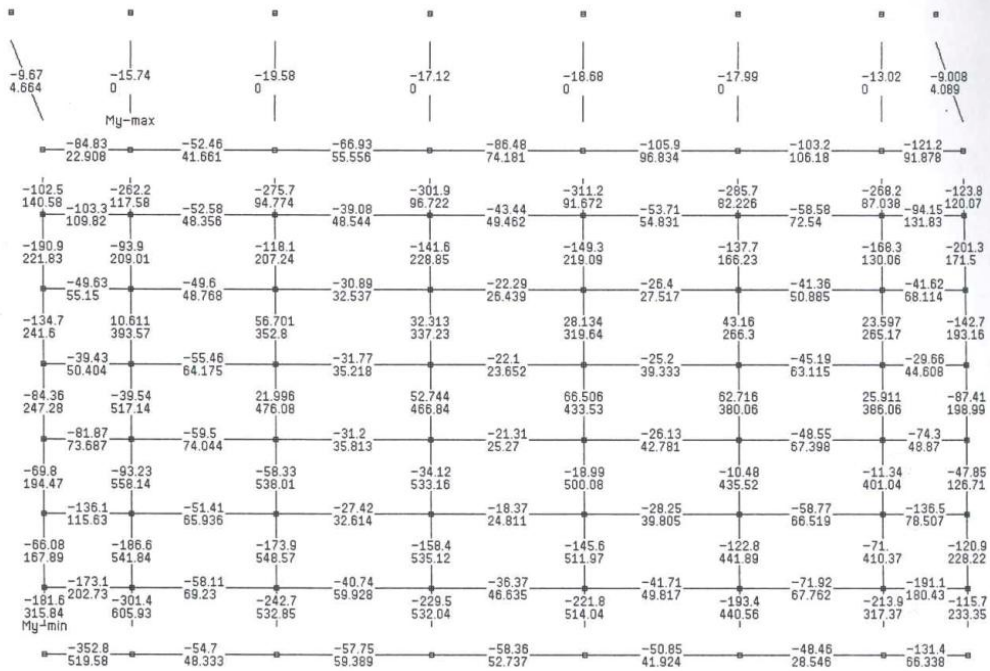 -9.67 -15.74 -19.58 -17.12 -18.68 -17.99 -13.02 -9.008
4.664 0 0 0 0 0 0 4.089
My-max
-84.83 -52.46 -66.93 -86.48 -105.9 -103.2 -121.2
22.908 41.661 55.556 74.181 96.834 106.18 91.878
-102.5 -262.2 -275.7 -301.9 -311.2 -285.7 -268.2 -123.8
140.58 117.58 94.774 96.722 91.672 82.226 87.038 120.07
-103.3 -52.58 -39.08 -43.44 -53.71 -58.58 -94.15
109.82 48.356 48.544 49.462 54.831 72.54 131.83
-190.9 -93.9 -118.1 -141.6 -149.3 -137.7 -168.3 -201.3
221.83 209.01 207.24 228.85 219.09 166.23 130.06 171.5
-49.63 -49.6 -30.89 -22.29 -26.4 -41.36 -41.62
55.15 48.768 32.537 26.439 27.517 50.885 68.114
-134.7 10.611 56.701 32.313 28.134 43.16 23.597 -142.7
241.6 393.57 352.8 337.23 319.64 266.3 265.17 193.16
-39.43 -55.46 -31.77 -22.1 -25.2 -45.19 -29.66
50.404 64.175 35.218 23.652 39.333 63.115 44.608
-84.36 -39.54 21.996 52.744 66.506 62.716 25.911 -87.41
247.28 517.14 476.08 466.84 433.53 380.06 386.06 198.99
-81.87 -59.5 -31.2 -21.31 -26.13 -48.55 -74.3
73.687 74.044 35.813 25.27 42.781 67.398 48.87
-69.8 -93.23 -58.33 -34.12 -18.99 -10.48 -11.34 -47.85
194.47 558.14 538.01 533.16 500.08 435.52 401.04 126.71
-136.1 -51.41 -27.42 -18.37 -28.25 -58.77 -136.5
115.63 65.936 32.614 24.811 39.805 66.519 78.507
-66.08 -186.6 -173.9 -158.4 -145.6 -122.8 -71. -120.9
167.89 541.84 548.57 535.12 511.97 441.89 410.37 228.22
-173.1 -58.11 -40.74 -36.37 -41.71 -71.92 -191.1
202.73 69.23 59.928 46.635 49.817 67.762 180.43
-181.6 -301.4 -242.7 -229.5 -221.8 -193.4 -213.9 -115.7
315.84 605.93 532.85 532.04 514.04 440.56 317.37 233.35
My-min
-352.8 -54.7 -57.75 -58.36 -50.85 -48.46 -131.4
519.58 48.333 59.389 52.737 41.924 28.546 533.38